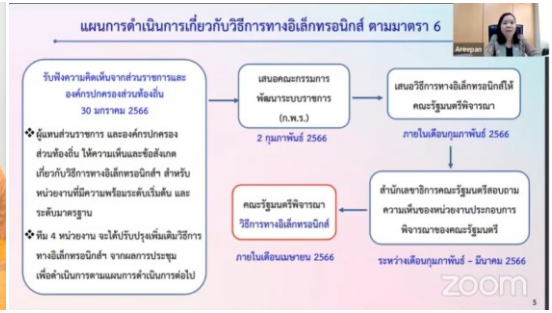 แผนการดำเนินการเกี่ยวกับวิธีการทางอิเล็กทรอนิกส์ ตามมาตรา 6
Areepan
รับฟังความคิดเห็นจากส่วนราชการและ
องค์กรปกครองส่วนท้องถิ่น
30 มกราคม 2566
❖ผู้แทนส่วนราชการ และองค์กรปกครอง
ส่วนท้องถิ่น ให้ความเห็นและข้อสังเกต
เกี่ยวกับวิธีการทางอิเล็กทรอนิกส์ฯ สำหรับ
หน่วยงานที่มีความพร้อมระดับเริ่มต้น และ
ระดับมาตรฐาน
❖ทีม 4 หน่วยงาน จะได้ปรับปรุงเพิ่มเติมวิธีการ
ทางอิเล็กทรอนิกส์ฯ จากผลการประชุม
เพื่อดำเนินการตามแผนการดำเนินการต่อไป
เสนอคณะกรรมการ
พัฒนาระบบราชการ
(ก.พ.ร.)
2 กุมภาพันธ์ 2566
เสนอวิธีการทางอิเล็กทรอนิกส์ให้
คณะรัฐมนตรีพิจารณา
ภายในเดือนกุมภาพันธ์ 2566
สำนักเลขาธิการคณะรัฐมนตรีสอบถาม
ความเห็นของหน่วยงานประกอบการ
พิจารณาของคณะรัฐมนตรี
ระหว่างเดือนกุมภาพันธ์ – มีนาคม 2566
คณะรัฐมนตรีพิจารณา
วิธีการทางอิเล็กทรอนิกส์
ภายในเดือนเมษายน 2566
zoom
5